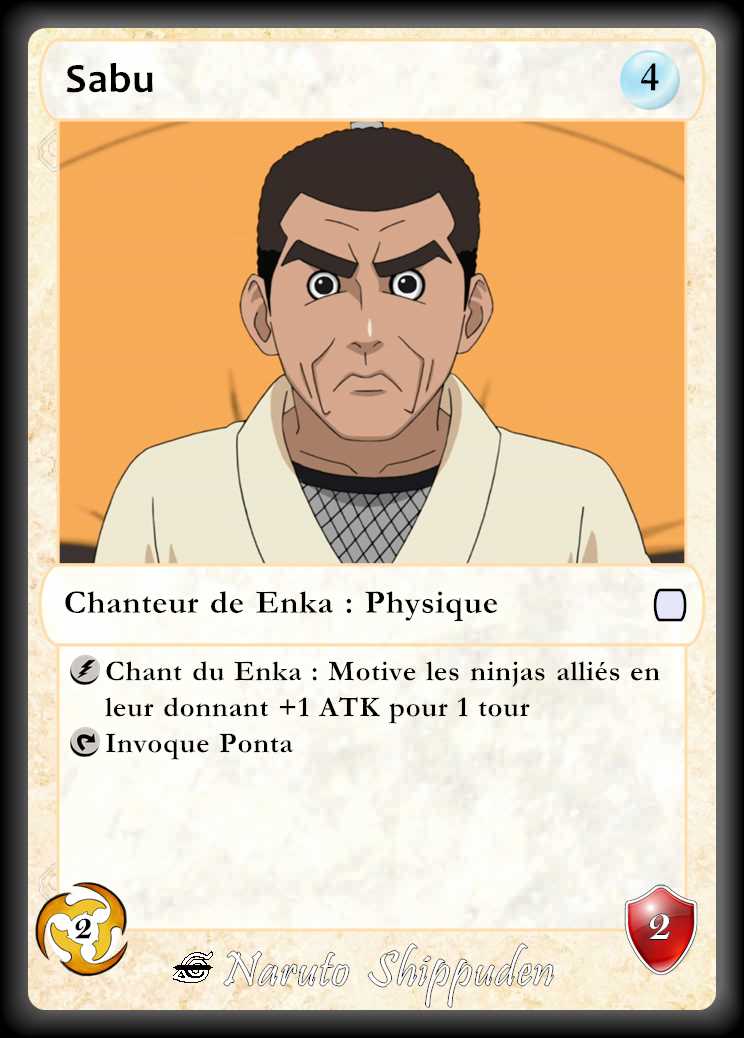 Sabu
4
Chanteur de Enka : Physique
Chant du Enka : Motive les ninjas alliés en
leur donnant +1 ATK pour 1 tour
Invoque Ponta
2
2
Naruto Shippuden